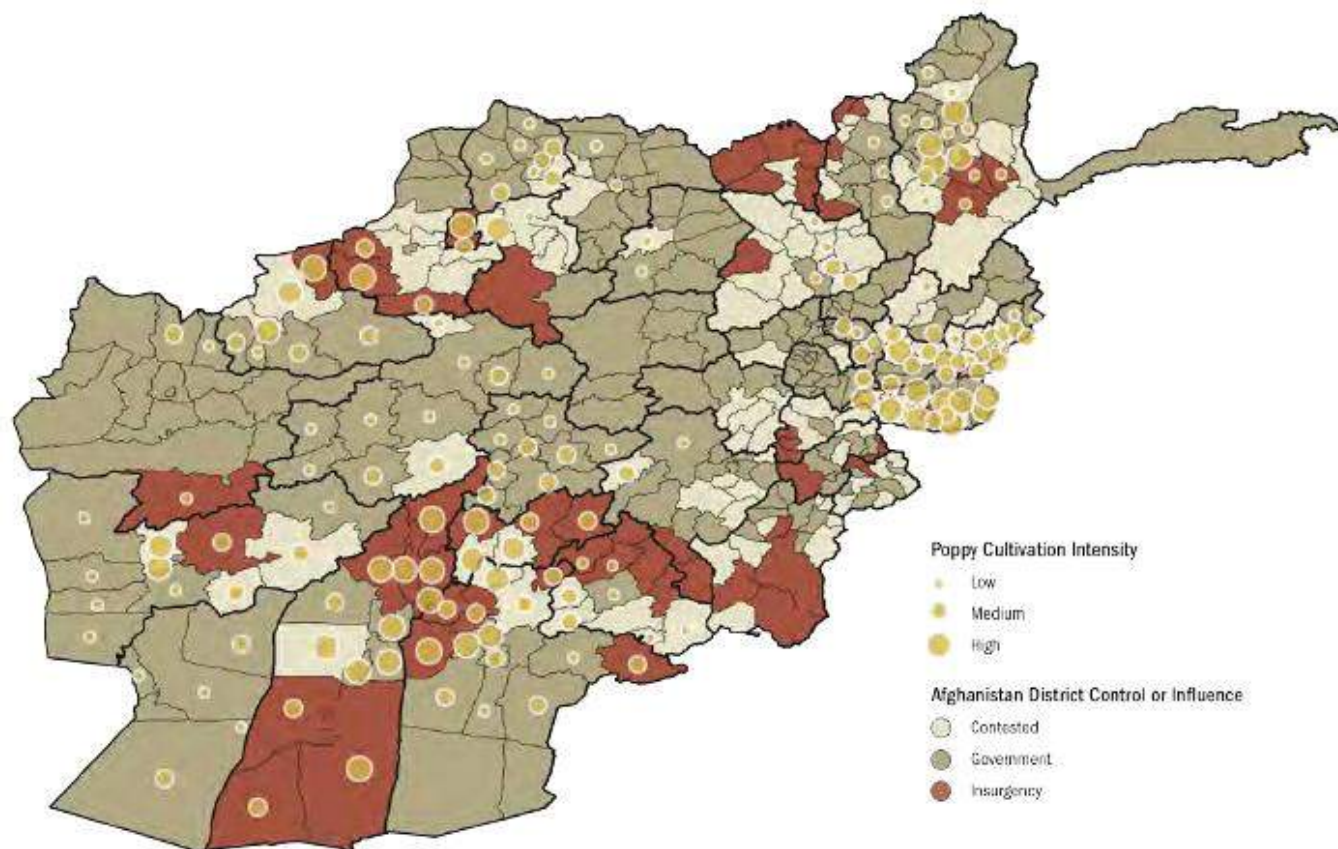 Poppy Cultivation Intensity
Low
Medium
High
Afghanistan District Control or Influence
Contested
Government
Insurgency